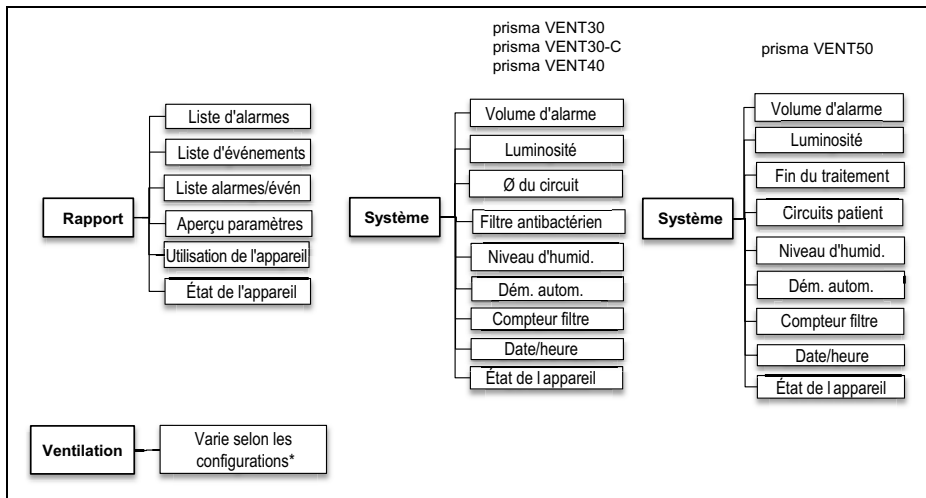 prisma VENT30
prisma VENT30-C
prisma VENT40
prisma VENT50
Rapport
Liste d'alarmes
Liste d'événements
Liste alarmes/évén
Aperçu paramètres
Utilisation de l'appareil
État de l'appareil
Système
Volume d'alarme
Luminosité
Ø du circuit
Filtre antibactérien
Niveau d'humid.
Dém. autom.
Compteur filtre
Date/heure
État de l appareil
Système
Volume d'alarme
Luminosité
Fin du traitement
Circuits patient
Niveau d'humid.
Dém. autom.
Compteur filtre
Date/heure
État de l appareil
Ventilation
Varie selon les
configurations*